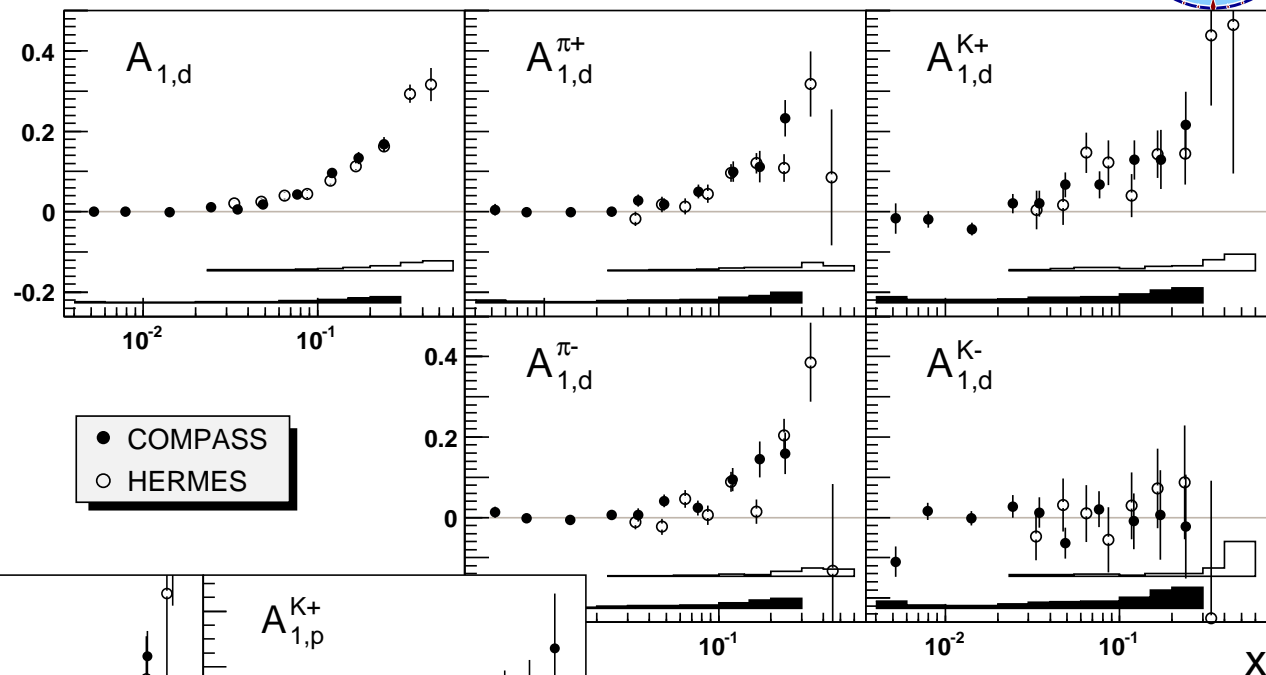 A1,d
Aπ+1,d
AK+1,d
0.4
0.2
0
-0.2
10-2
10-1
Aπ-1,d
AK-1,d
0.4
0.2
0
COMPASS
HERMES
AK+1,p
10-1
10-2
10-1
x